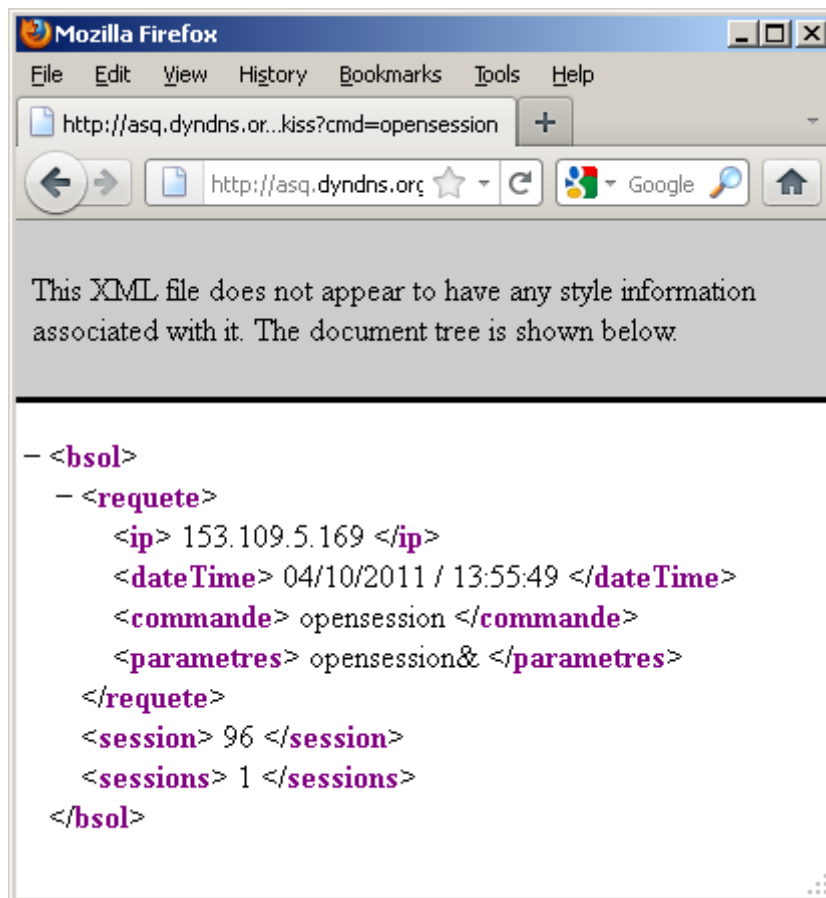 Mozilla Firefox
File Edit View History Bookmarks Tools Help
http://asq.dyndns.or...kiss?cmd=opensession
http://asq.dyndns.org Google
This XML file does not appear to have any style information
associated with it. The document tree is shown below.
− <bsol>
− <requete>
<ip> 153.109.5.169 </ip>
<dateTime> 04/10/2011 / 13:55:49 </dateTime>
<commande> opensession </commande>
<parametres> opensession& </parametres>
</requete>
<session> 96 </session>
<sessions> 1 </sessions>
</bsol>